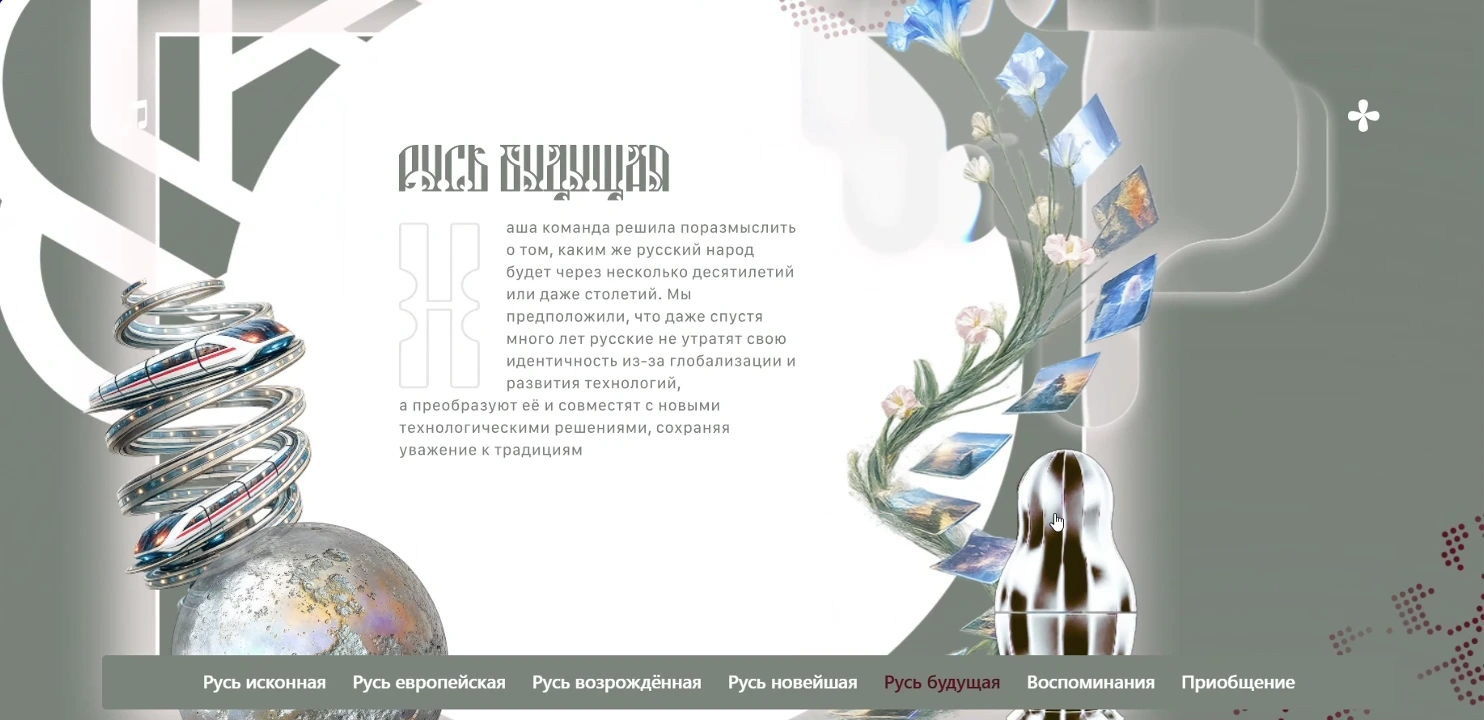 РУСЬ БУДУЩАЯ
Наша команда решила поразмыслить
о том, каким же русский народ
будет через несколько десятилетий
или даже столетий. Мы
предположили, что даже спустя
много лет русские не утратят свою
идентичность из-за глобализации и
развития технологий,
а преобразуют её и совместят с новыми
технологическими решениями, сохраняя
уважение к традициям
Русь исконная Русь европейская Русь возрождённая Русь новейшая Русь будущая Воспоминания Приобщение